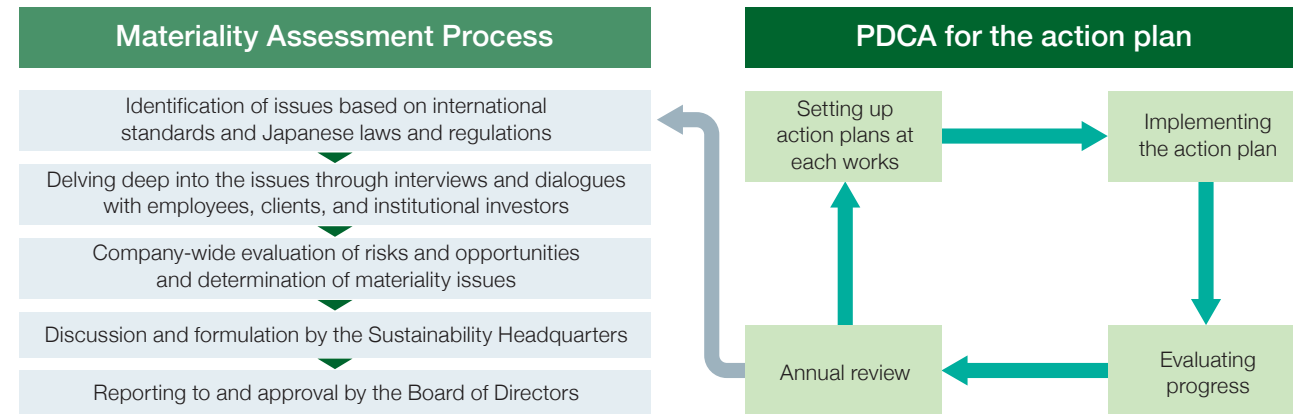 Materiality Assessment Process
Identification of issues based on international
standards and Japanese laws and regulations
Delving deep into the issues through interviews and dialogues
with employees, clients, and institutional investors
Company-wide evaluation of risks and opportunities
and determination of materiality issues
Discussion and formulation by the Sustainability Headquarters
Reporting to and approval by the Board of Directors
PDCA for the action plan
Setting up
action plans at
each works
Implementing
the action plan
Annual review
Evaluating
progress